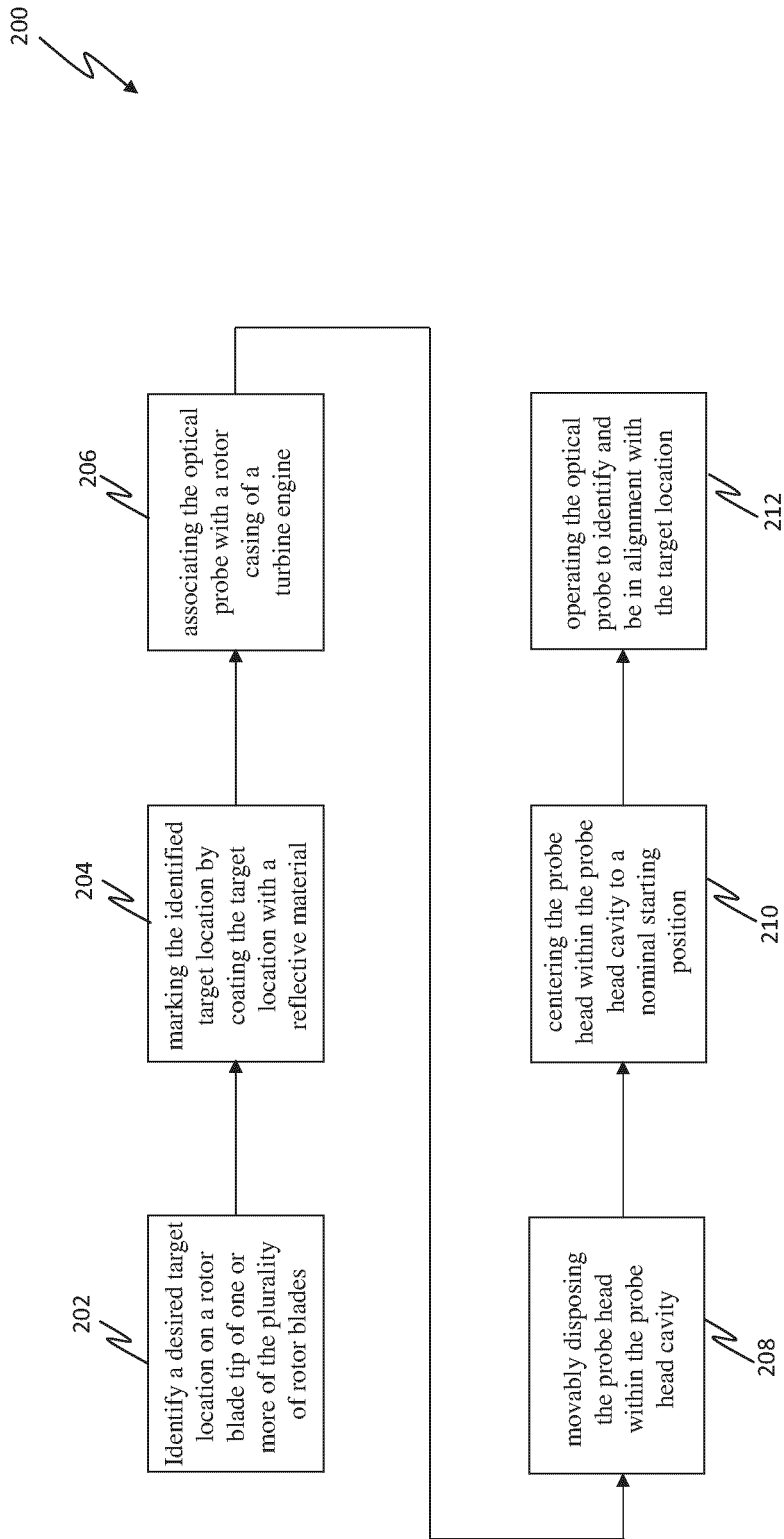 200
202
Identify a desired target
location on a rotor
blade tip of one or
more of the plurality
of rotor blades
204
marking the identified
target location by
coating the target
location with a
reflective material
206
associating the optical
probe with a rotor
casing of a
turbine engine
movably disposing
the probe head
within the probe
head cavity
208
centering the probe
head within the probe
head cavity to a
nominal starting
position
210
operating the optical
probe to identify and
be in alignment with
the target location
212